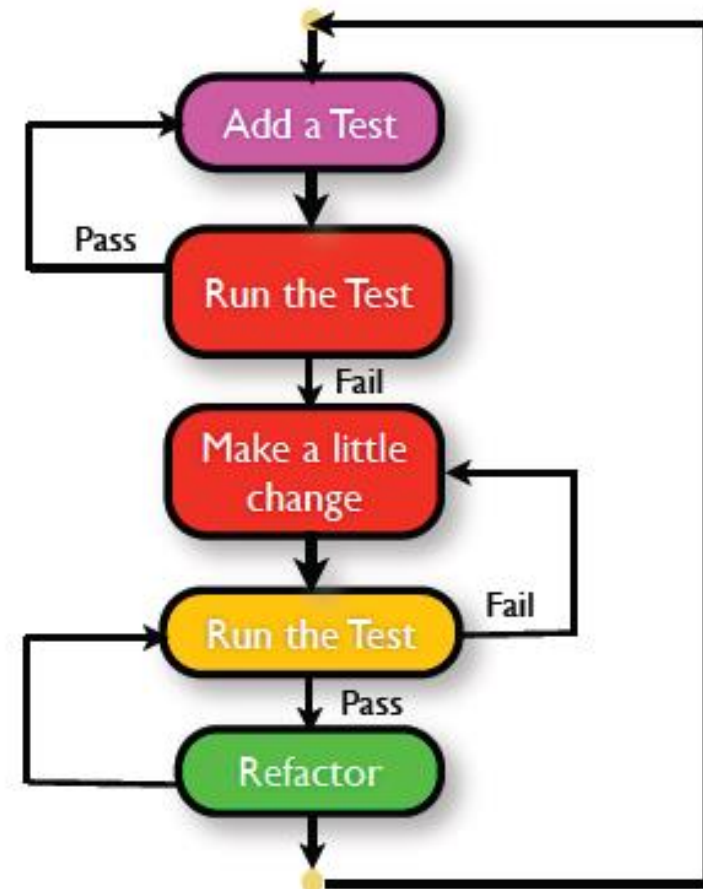 Add a Test
Pass
Run the Test
Fail
Make a little
change
Run the Test
Fail
Pass
Refactor